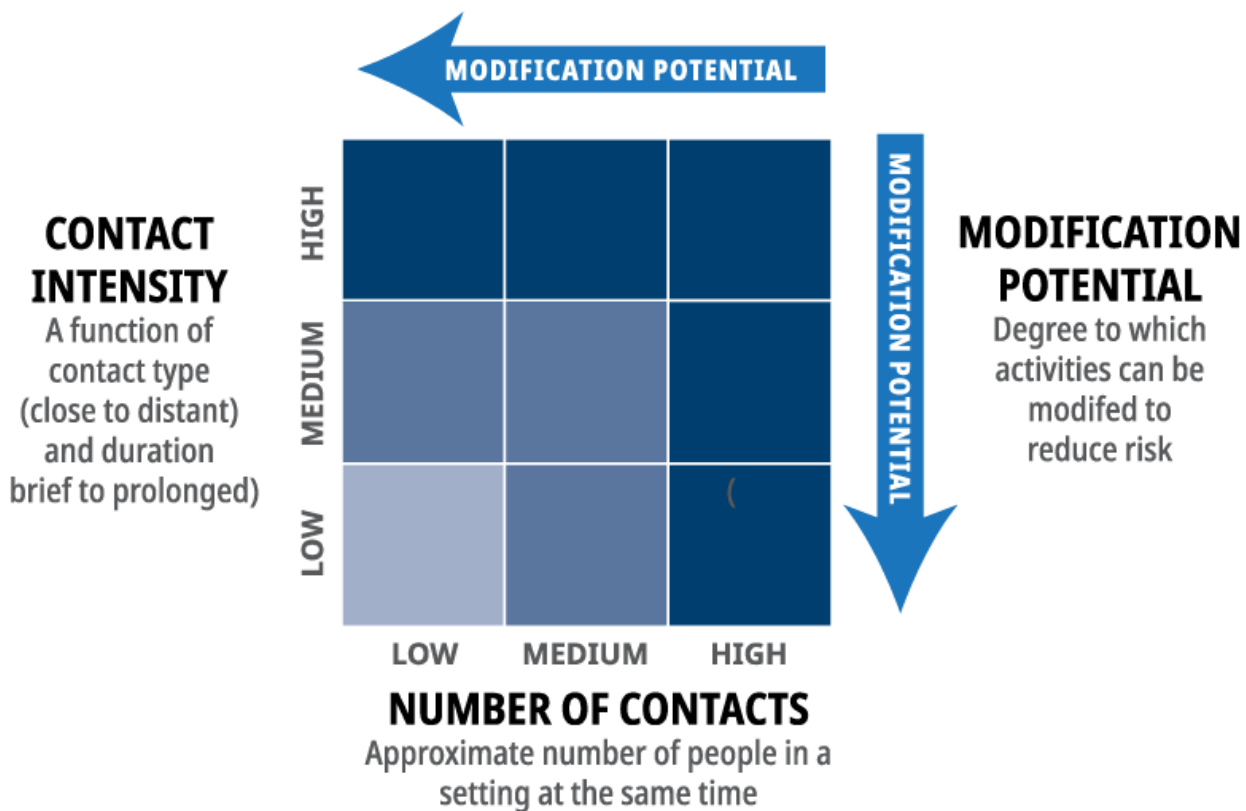 MODIFICATION POTENTIAL
CONTACT
INTENSITY
A function of
contact type
(close to distant)
and duration
brief to prolonged)
HIGH
MEDIUM
LOW
(
LOW MEDIUM HIGH
NUMBER OF CONTACTS
Approximate number of people in a
setting at the same time
MODIFICATION POTENTIAL
MODIFICATION
POTENTIAL
Degree to which
activities can be
modifed to
reduce risk